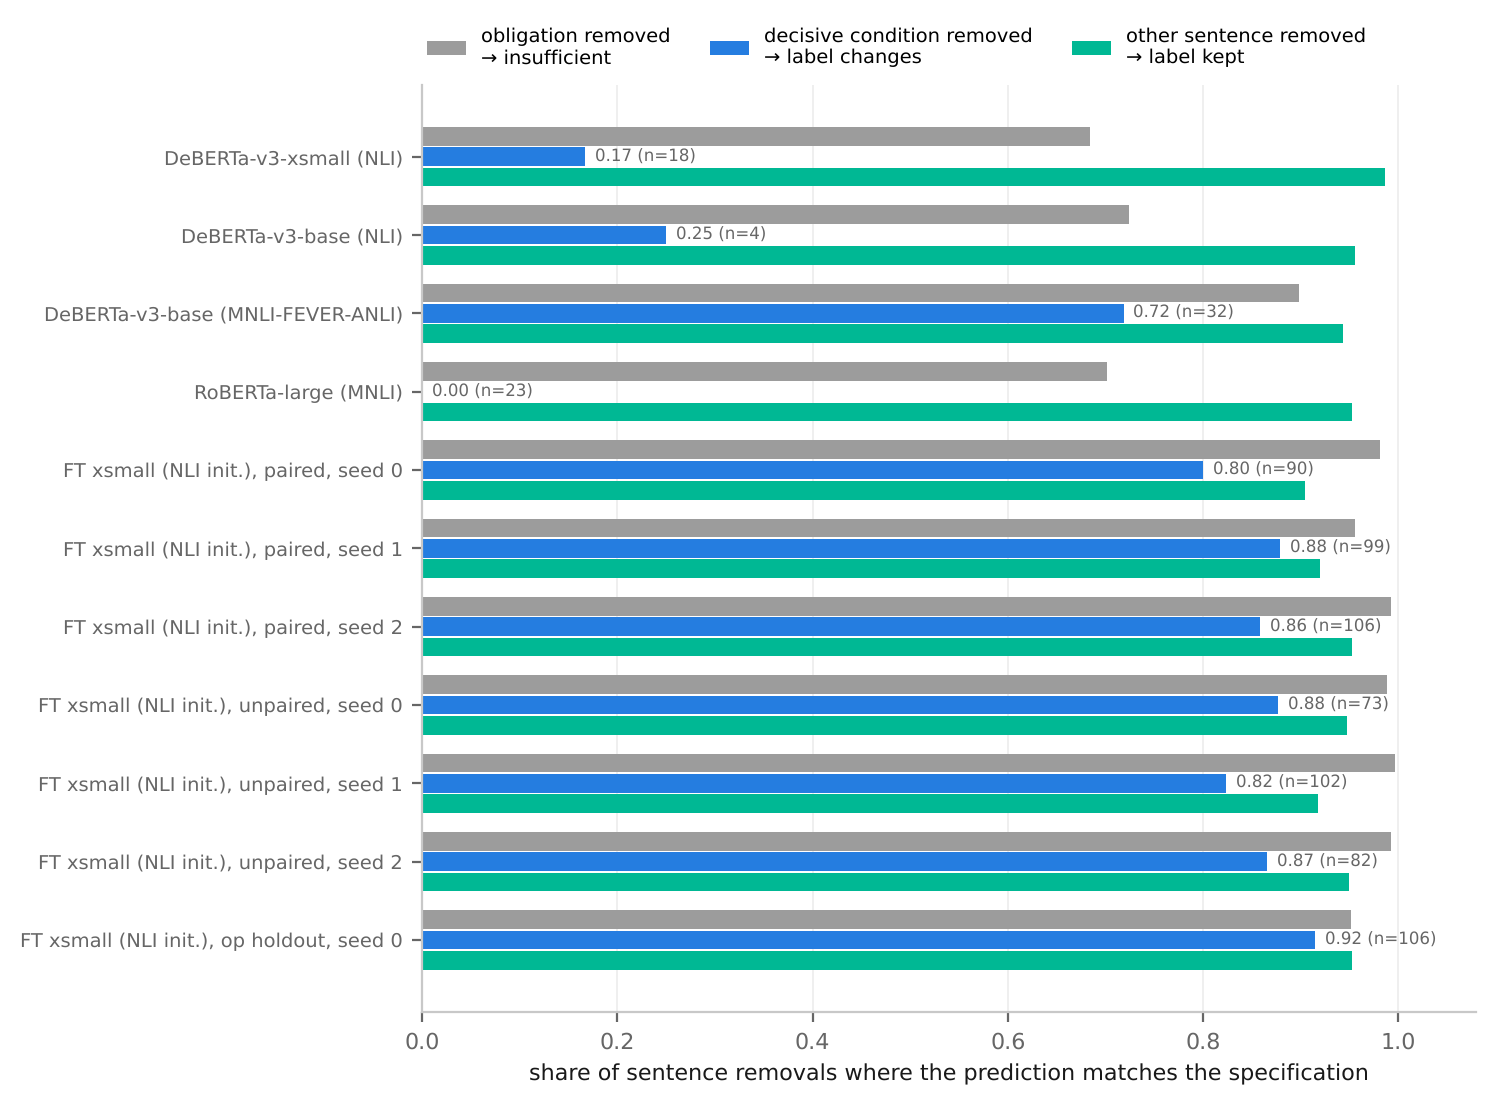 obligation removed
→ insufficient
decisive condition removed
→ label changes
other sentence removed
→ label kept
DeBERTa-v3-xsmall (NLI)
0.17 (n=18)
DeBERTa-v3-base (NLI)
0.25 (n=4)
DeBERTa-v3-base (MNLI-FEVER-ANLI)
0.72 (n=32)
RoBERTa-large (MNLI)
0.00 (n=23)
FT xsmall (NLI init.), paired, seed 0
0.80 (n=90)
FT xsmall (NLI init.), paired, seed 1
0.88 (n=99)
FT xsmall (NLI init.), paired, seed 2
0.86 (n=106)
FT xsmall (NLI init.), unpaired, seed 0
0.88 (n=73)
FT xsmall (NLI init.), unpaired, seed 1
0.82 (n=102)
FT xsmall (NLI init.), unpaired, seed 2
0.87 (n=82)
FT xsmall (NLI init.), op holdout, seed 0
0.92 (n=106)
0.0 0.2 0.4 0.6 0.8 1.0
share of sentence removals where the prediction matches the specification